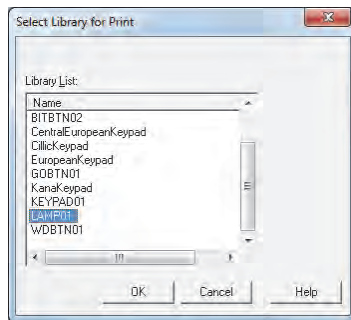 Select Library for Print
Library List:
Name
BITBTN02
CentralEuropeanKeypad
CillicKeypad
EuropeanKeypad
GOBTN01
KanaKeypad
KEYPAD01
LAMP01
WDBTN01
OK Cancel Help